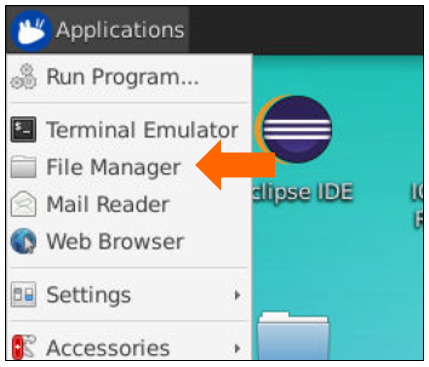 Applications
Run Program...
Terminal Emulator
File Manager
clipse IDE
Mail Reader
Web Browser
Settings
Accessories